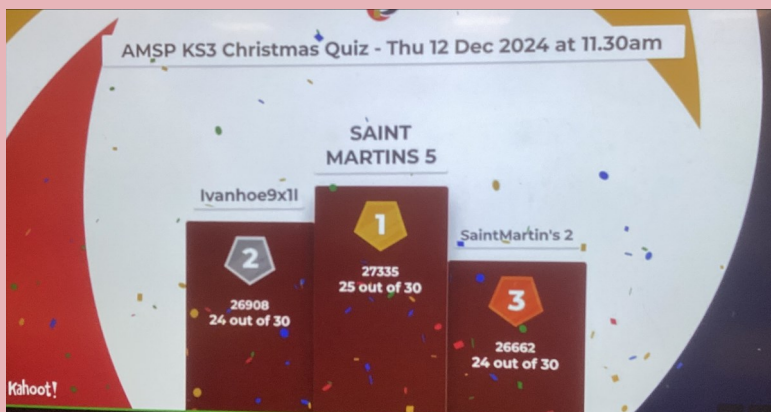 AMSP KS3 Christmas Quiz - Thu 12 Dec 2024 at 11.30am
SAINT
MARTINS 5
Ivanhoe9x1l
SaintMartin's 2
1
27335
25 out of 30
2
26908
24 out of 30
3
26662
24 out of 30
Kahoot!